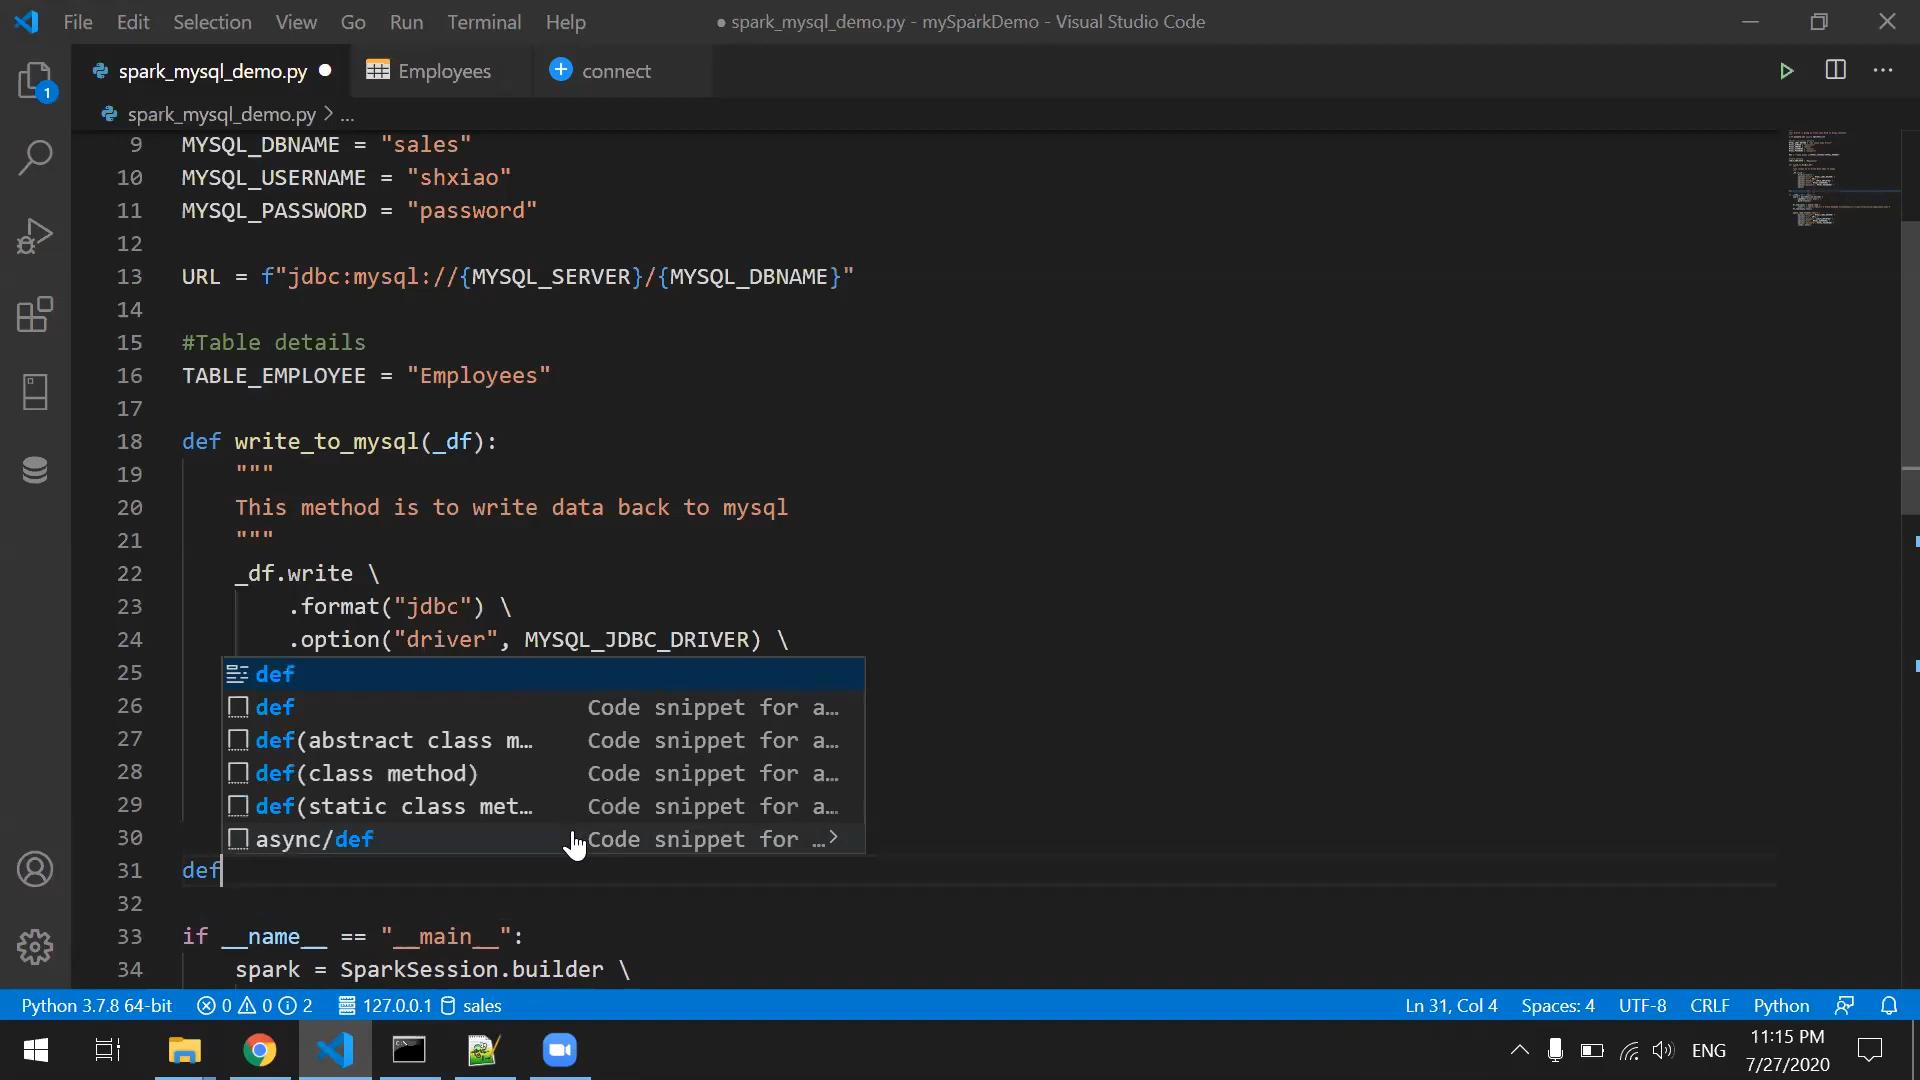 File Edit Selection View Go Run Terminal Help
● spark_mysql_demo.py - mySparkDemo - Visual Studio Code
spark_mysql_demo.py ●
Employees
connect
1
spark_mysql_demo.py > ...
9 MYSQL_DBNAME = "sales"
10 MYSQL_USERNAME = "shxiao"
11 MYSQL_PASSWORD = "password"
12
13 URL = f"jdbc:mysql://{MYSQL_SERVER}/{MYSQL_DBNAME}"
14
15 #Table details
16 TABLE_EMPLOYEE = "Employees"
17
18 def write_to_mysql(_df):
19 """
20 This method is to write data back to mysql
21 """
22 _df.write \
23 .format("jdbc") \
24 .option("driver", MYSQL_JDBC_DRIVER) \
25 def
26 def Code snippet for a…
27 def(abstract class m… Code snippet for a…
28 def(class method) Code snippet for a…
29 def(static class met… Code snippet for a…
30 async/def Code snippet for …>
31 def
32
33 if __name__ == "__main__":
34 spark = SparkSession.builder \
Python 3.7.8 64-bit 0 0 2 127.0.0.1 sales
Ln 31, Col 4 Spaces: 4 UTF-8 CRLF Python
ENG
11:15 PM
7/27/2020